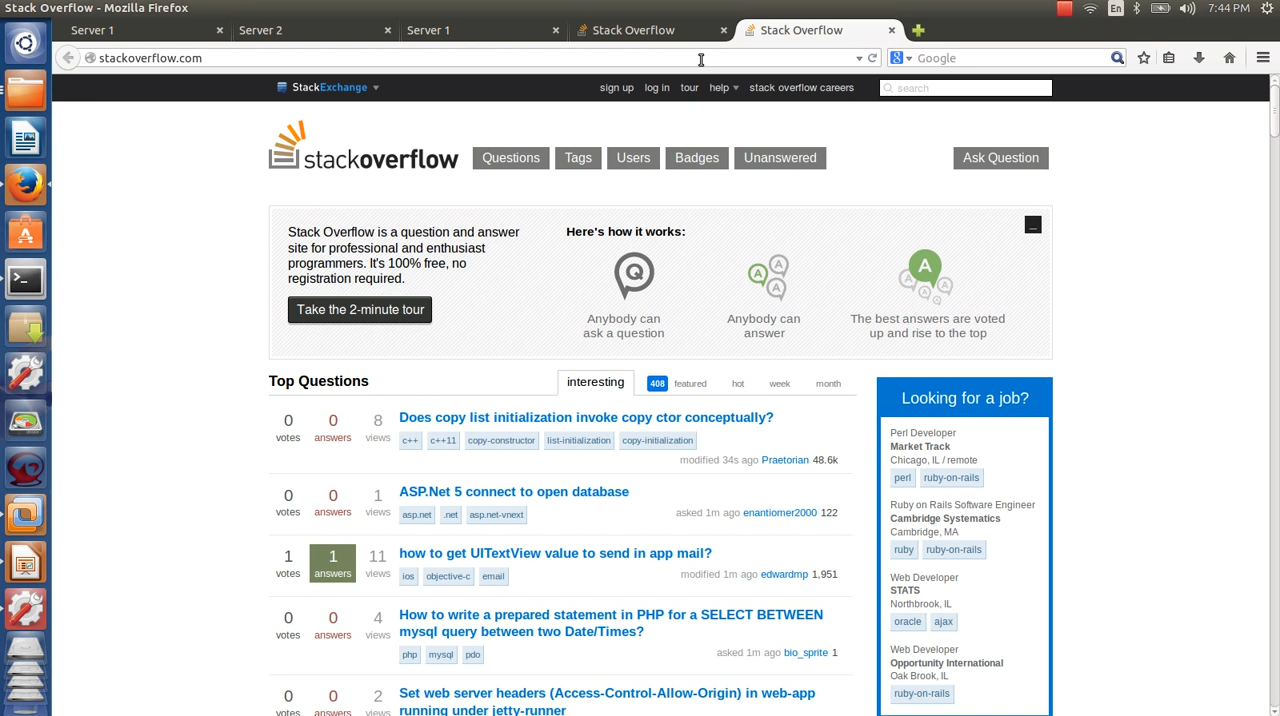 Stack Overflow - Mozilla Firefox
En
7:44 PM
Server 1
Server 2
Server 1
Stack Overflow
Stack Overflow
stackoverflow.com
Google
StackExchange
sign up log in tour help stack overflow careers
search
stackoverflow
Questions
Tags
Users
Badges
Unanswered
Ask Question
Stack Overflow is a question and answer
site for professional and enthusiast
programmers. It's 100% free, no
registration required.
Take the 2-minute tour
Here's how it works:
Q
Anybody can
ask a question
A
A
A
Anybody can
answer
A
A
A
A
A
The best answers are voted
up and rise to the top
_
Top Questions
interesting
408 featured
hot
week
month
0 votes
0 answers
8 views
Does copy list initialization invoke copy ctor conceptually?
c++ c++11 copy-constructor list-initialization copy-initialization
modified 34s ago Praetorian 48.6k
0 votes
0 answers
1 views
ASP.Net 5 connect to open database
asp.net .net asp.net-vnext
asked 1m ago enantiomer2000 122
1 votes
1 answers
11 views
how to get UITextView value to send in app mail?
ios objective-c email
modified 1m ago edwardmp 1,951
0 votes
0 answers
4 views
How to write a prepared statement in PHP for a SELECT BETWEEN
mysql query between two Date/Times?
php mysql pdo
asked 1m ago bio_sprite 1
0 votes
0 answers
2 views
Set web server headers (Access-Control-Allow-Origin) in web-app
running under jetty-runner
Looking for a job?
Perl Developer
Market Track
Chicago, IL / remote
perl ruby-on-rails
Ruby on Rails Software Engineer
Cambridge Systematics
Cambridge, MA
ruby ruby-on-rails
Web Developer
STATS
Northbrook, IL
oracle ajax
Web Developer
Opportunity International
Oak Brook, IL
ruby-on-rails